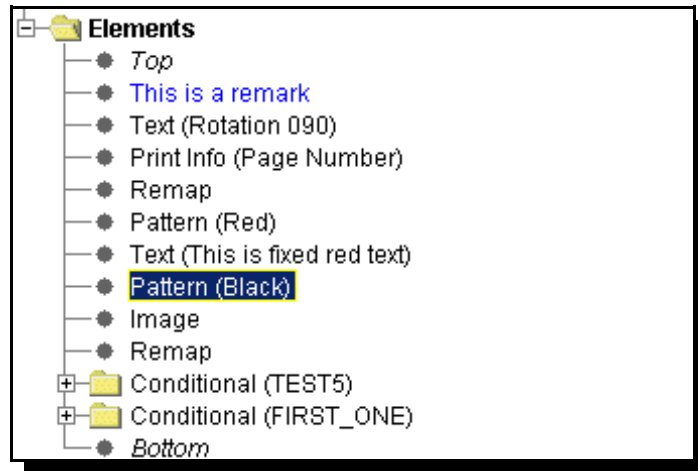 Elements
Top
This is a remark
Text (Rotation 090)
Print Info (Page Number)
Remap
Pattern (Red)
Text (This is fixed red text)
Pattern (Black)
Image
Remap
Conditional (TEST5)
Conditional (FIRST_ONE)
Bottom